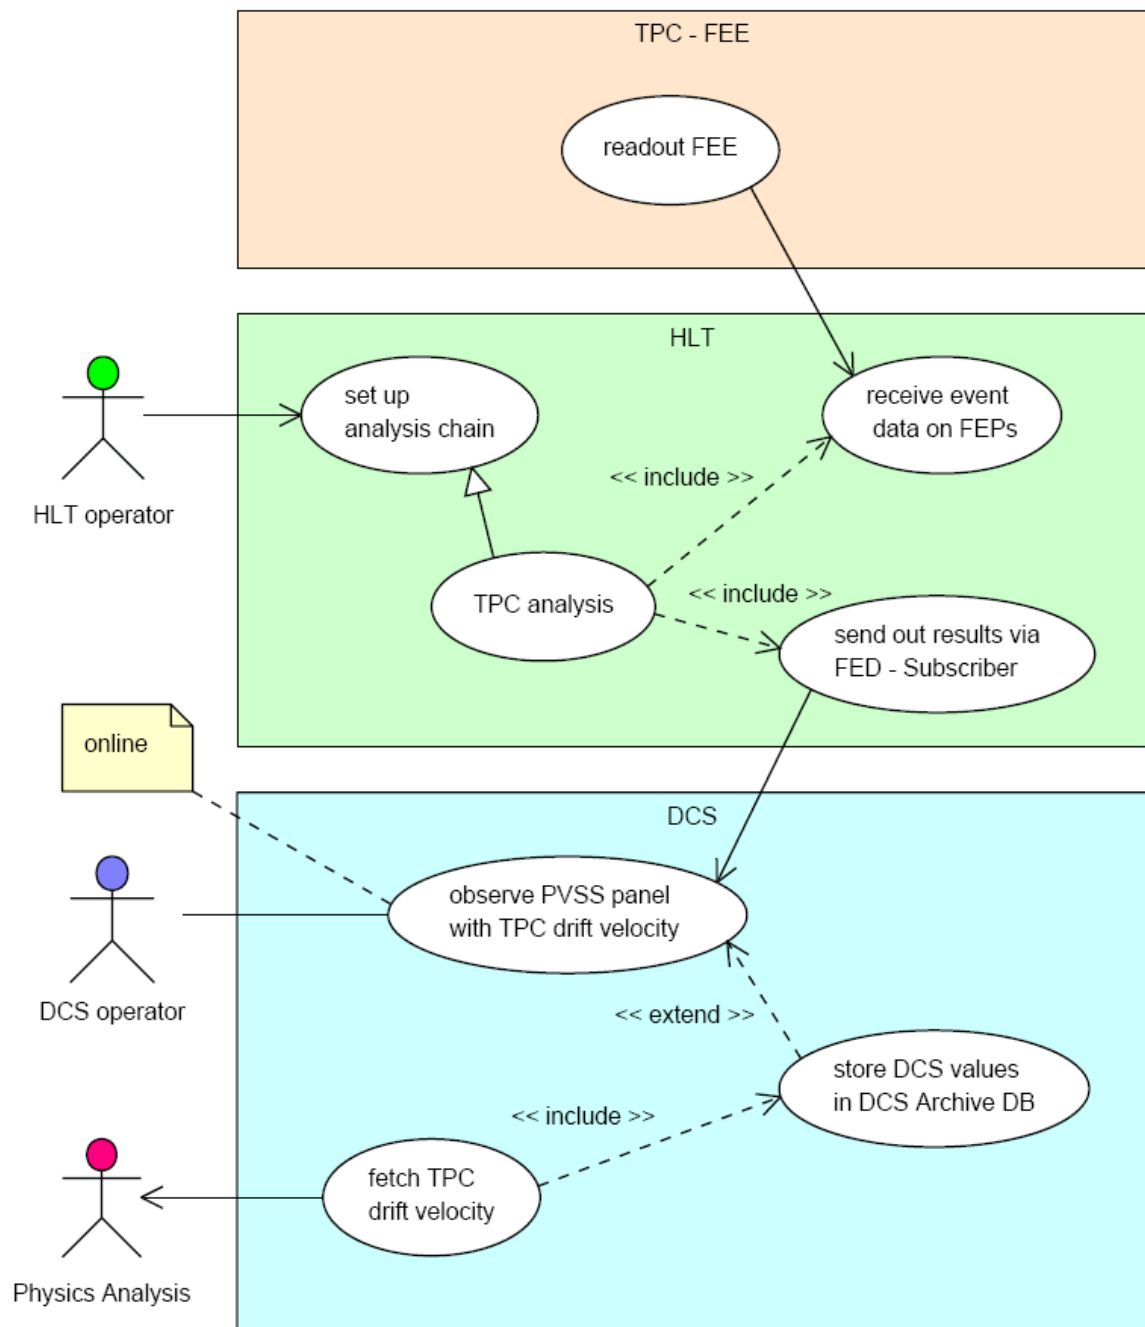 TPC - FEE
readout FEE
HLT
set up
analysis chain
receive event
data on FEPs
<< include >>
HLT operator
TPC analysis
<< include >>
send out results via
FED - Subscriber
online
DCS
observe PVSS panel
with TPC drift velocity
DCS operator
<< extend >>
store DCS values
in DCS Archive DB
<< include >>
fetch TPC
drift velocity
Physics Analysis